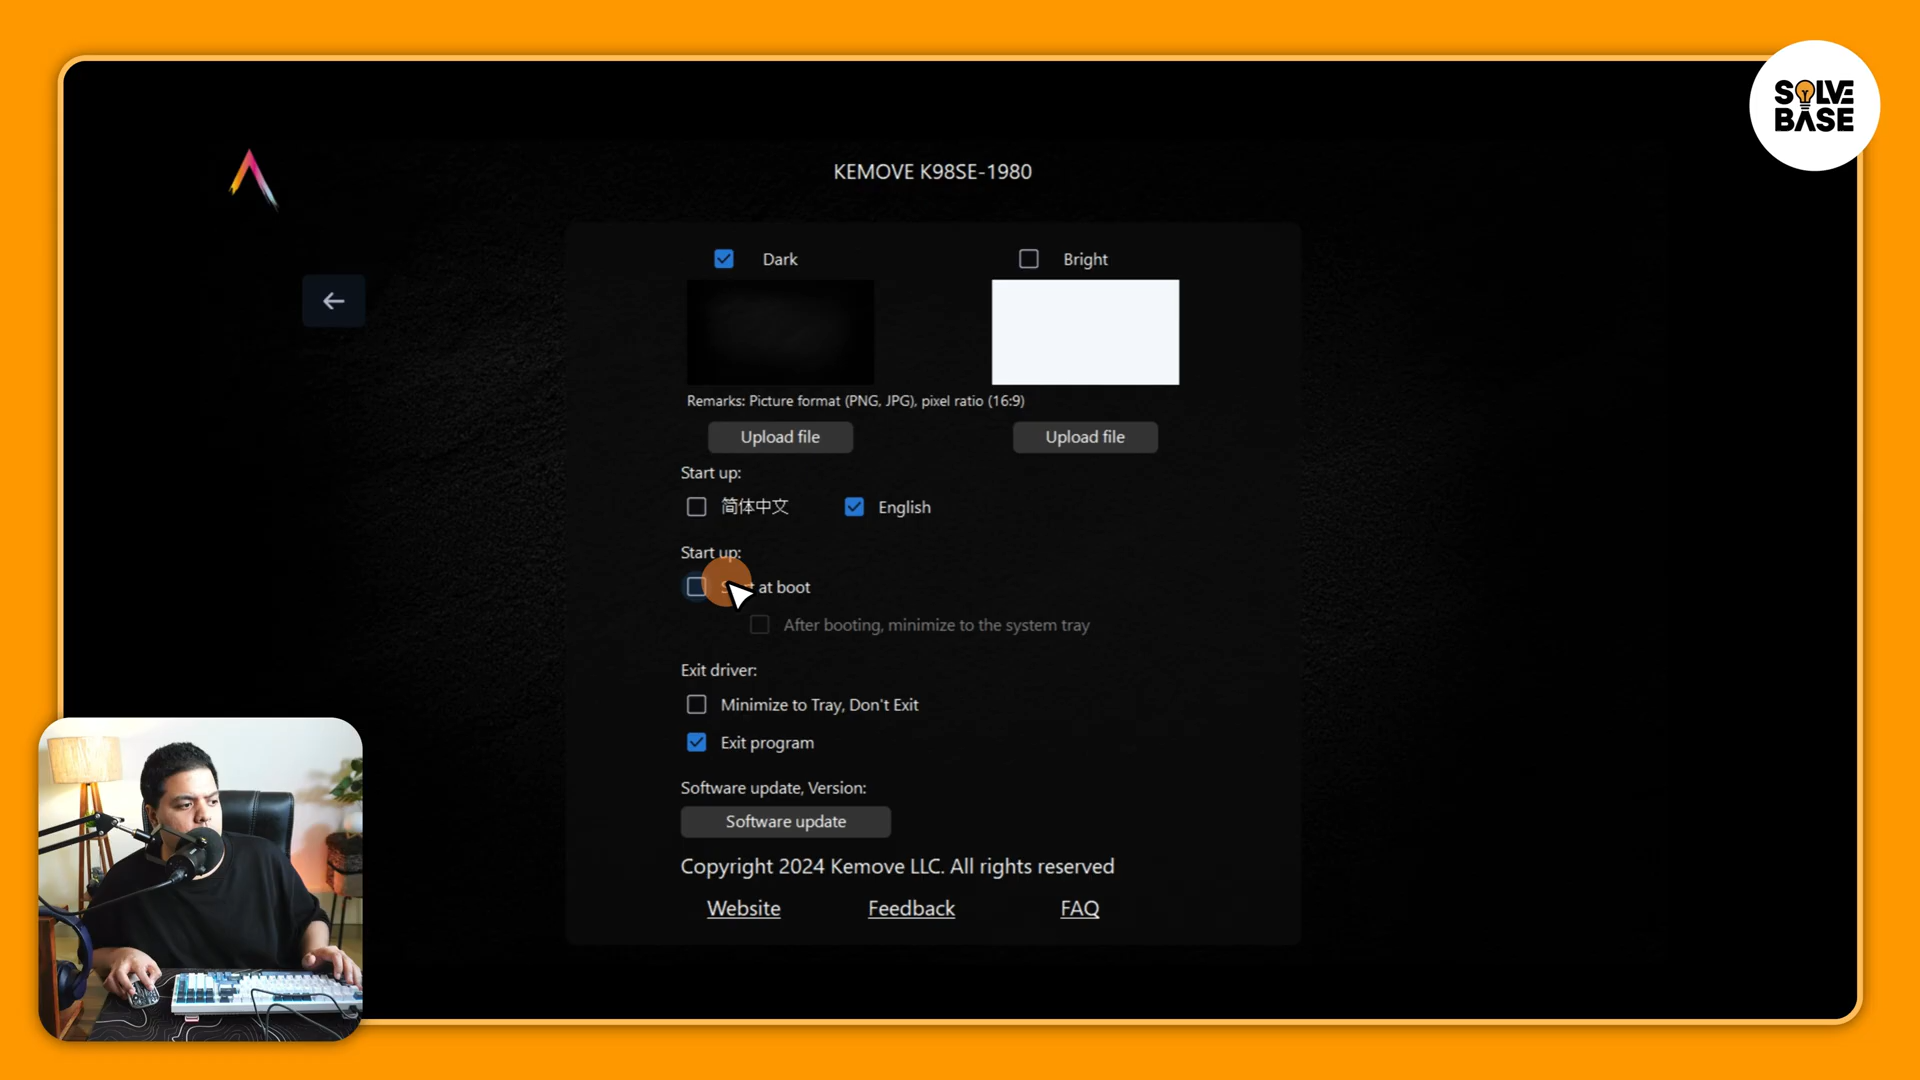 SOLVE
BASE
KEMOVE K98SE-1980
Dark
Bright
Remarks: Picture format (PNG, JPG), pixel ratio (16:9)
Upload file
Upload file
Start up:
简体中文
English
Start up:
at boot
After booting, minimize to the system tray
Exit driver:
Minimize to Tray, Don't Exit
Exit program
Software update, Version:
Software update
Copyright 2024 Kemove LLC. All rights reserved
Website
Feedback
FAQ